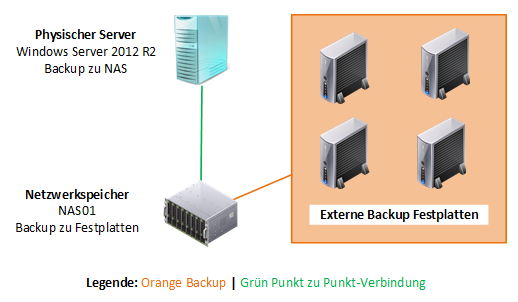 Physischer Server
Windows Server 2012 R2
Backup zu NAS
Netzwerkspeicher
NAS01
Backup zu Festplatten
Externe Backup Festplatten
Legende: Orange Backup | Grün Punkt zu Punkt-Verbindung